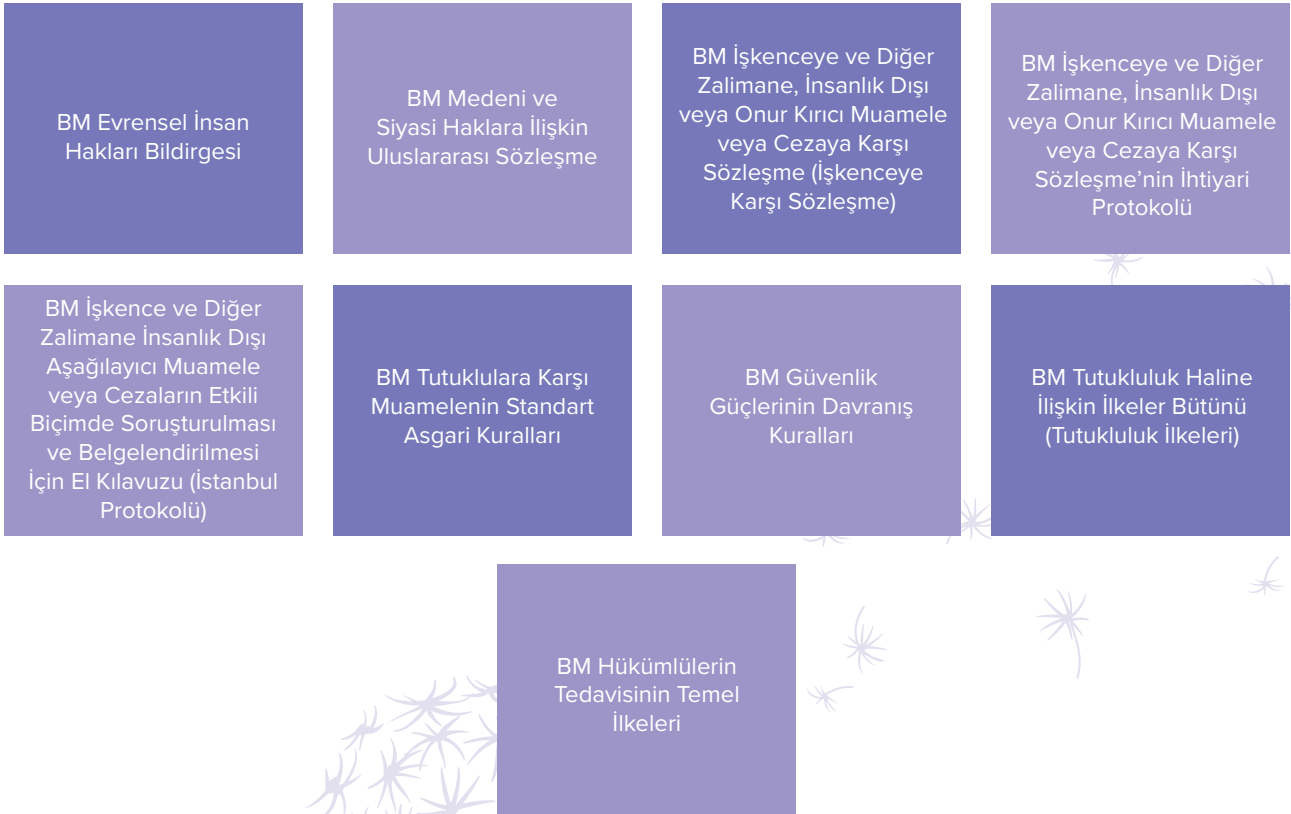 BM Evrensel İnsan
Hakları Bildirgesi
BM Medeni ve
Siyasi Haklara İlişkin
Uluslararası Sözleşme
BM İşkenceye ve Diğer
Zalimane, İnsanlık Dışı
veya Onur Kırıcı Muamele
veya Cezaya Karşı
Sözleşme (İşkenceye
Karşı Sözleşme)
BM İşkenceye ve Diğer
Zalimane, İnsanlık Dışı
veya Onur Kırıcı Muamele
veya Cezaya Karşı
Sözleşme’nin İhtiyari
Protokolü
BM İşkence ve Diğer
Zalimane İnsanlık Dışı
Aşağılayıcı Muamele
veya Cezaların Etkili
Biçimde Soruşturulması
ve Belgelendirilmesi
İçin El Kılavuzu (İstanbul
Protokolü)
BM Tutuklulara Karşı
Muamelenin Standart
Asgari Kuralları
BM Güvenlik
Güçlerinin Davranış
Kuralları
BM Tutukluluk Haline
İlişkin İlkeler Bütünü
(Tutukluluk İlkeleri)
BM Hükümlülerin
Tedavisinin Temel
İlkeleri